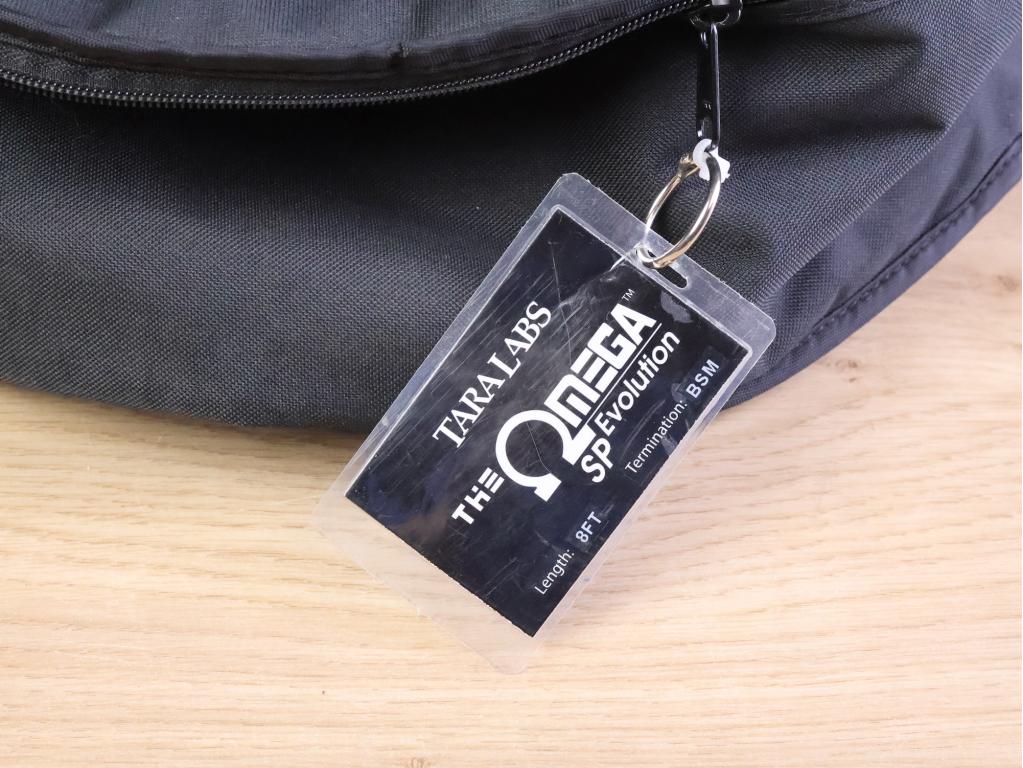 TARA LABS
THE ΩMEGA™
SP Evolution
Length: 8FT Termination: BSM